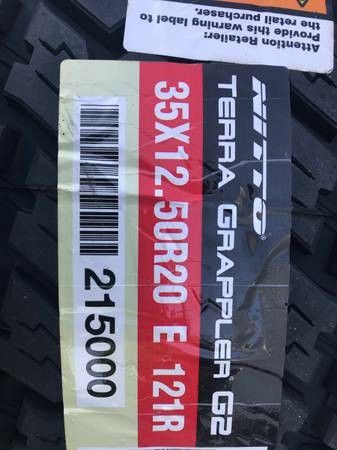 Attention Retailer:
Provide this warning label to
the retail purchaser.
NITTO®
TERRA GRAPPLER® G2
35X12.50R20 E 121R
215000